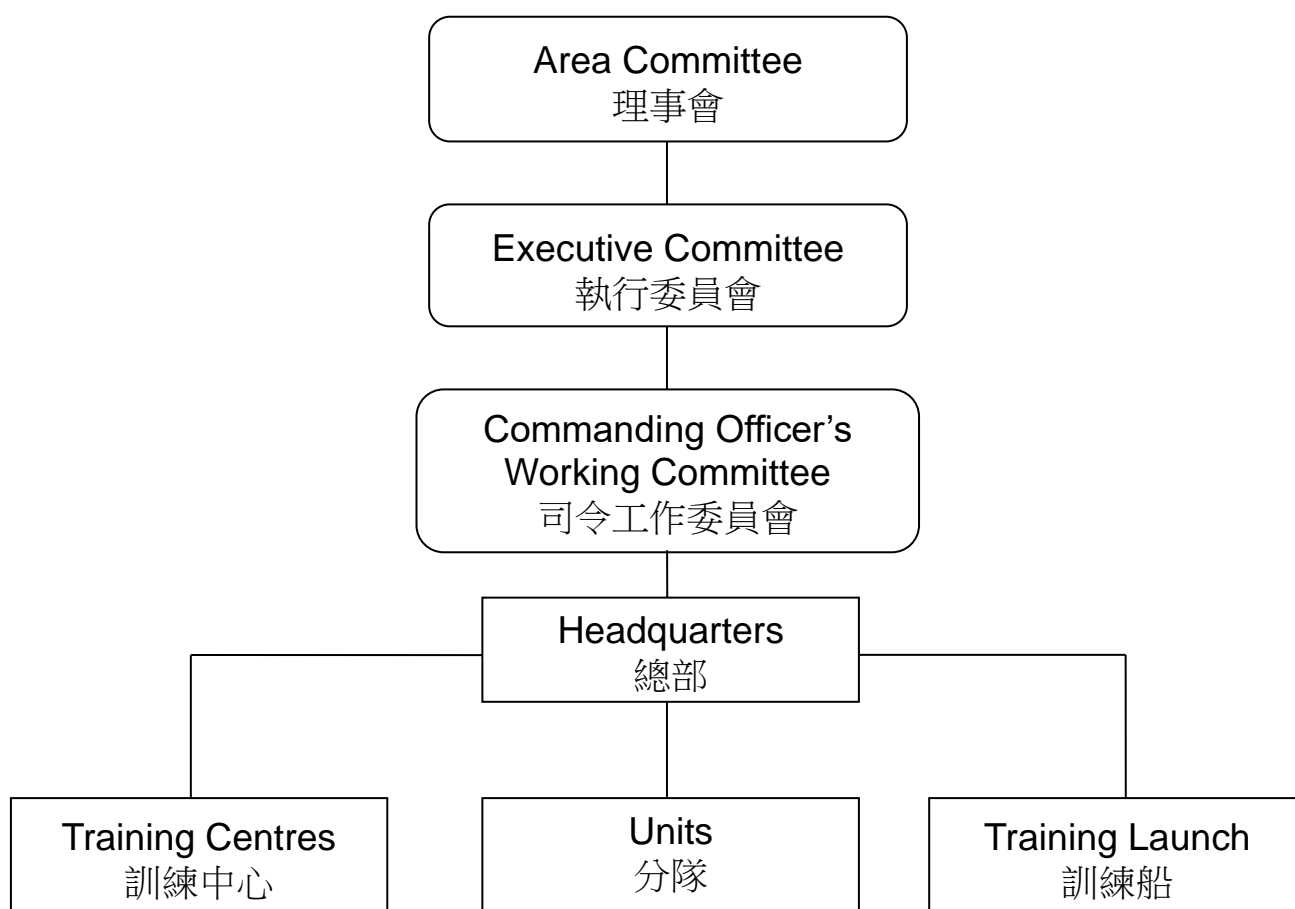 Area Committee
理事會
Executive Committee
執行委員會
Commanding Officer’s
Working Committee
司令工作委員會
Headquarters
總部
Training Centres
訓練中心
Units
分隊
Training Launch
訓練船